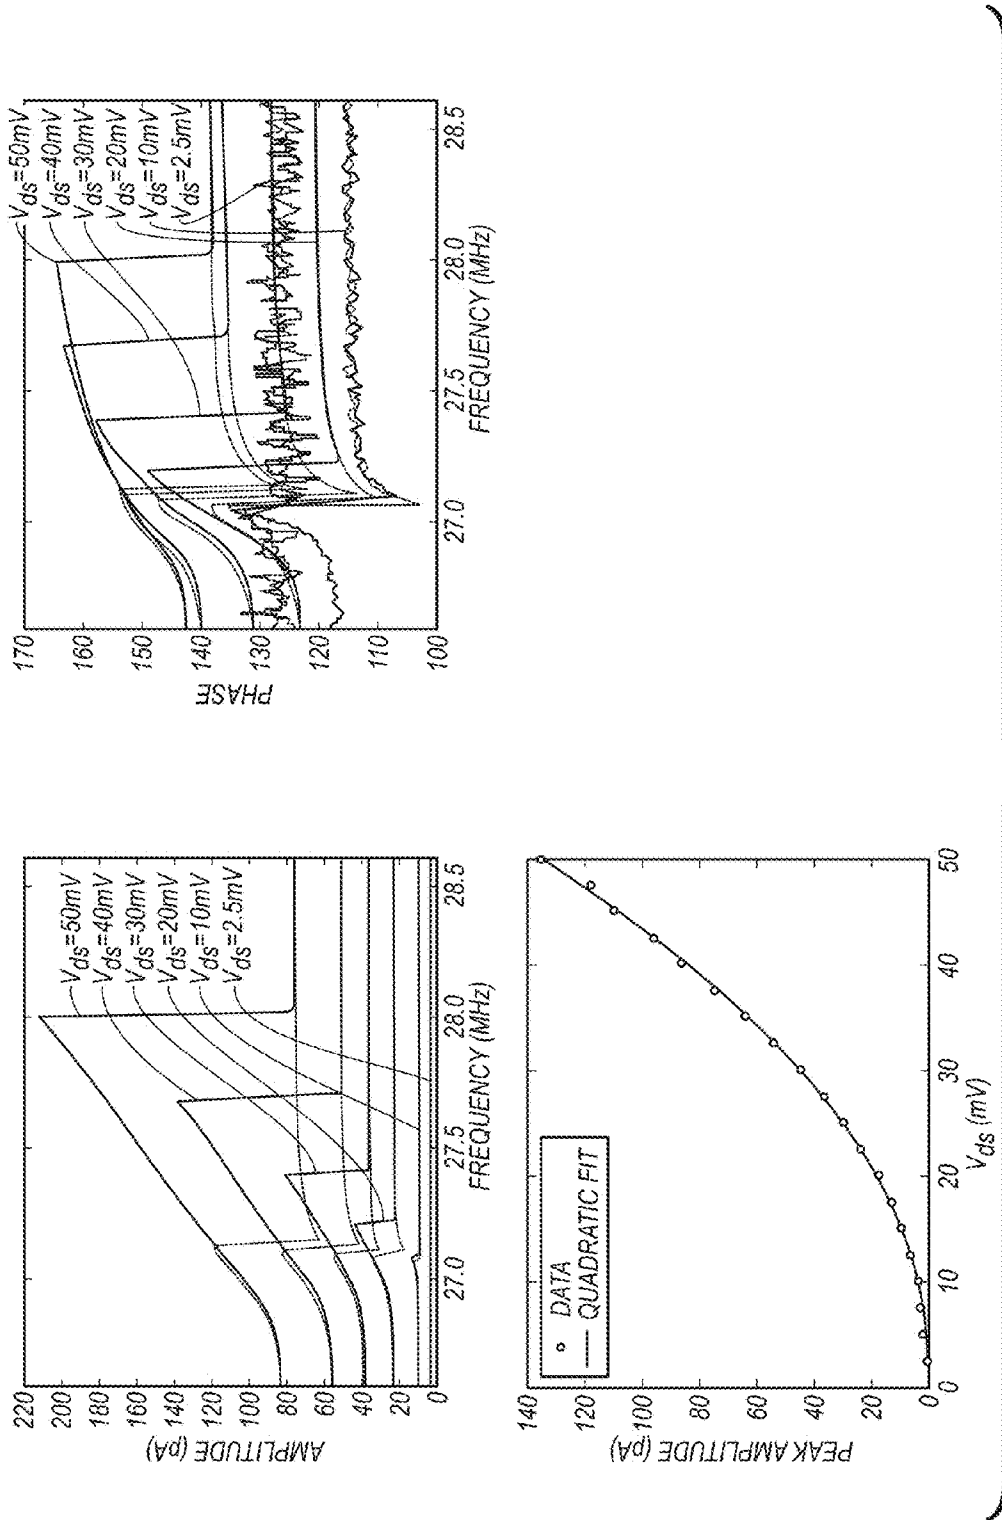 220
200
180
160
140
120
100
80
60
40
20
0
AMPLITUDE (pA)
Vds=50mV
Vds=40mV
Vds=30mV
Vds=20mV
Vds=10mV
Vds=2.5mV
27.0 27.5 28.0 28.5
FREQUENCY (MHz)
170
160
150
140
130
120
110
100
PHASE
Vds=50mV
Vds=40mV
Vds=30mV
Vds=20mV
Vds=10mV
Vds=2.5mV
27.0 27.5 28.0 28.5
FREQUENCY (MHz)
140
120
100
80
60
40
20
0
PEAK AMPLITUDE (pA)
DATA
QUADRATIC FIT
0 10 20 30 40 50
Vds (mV)